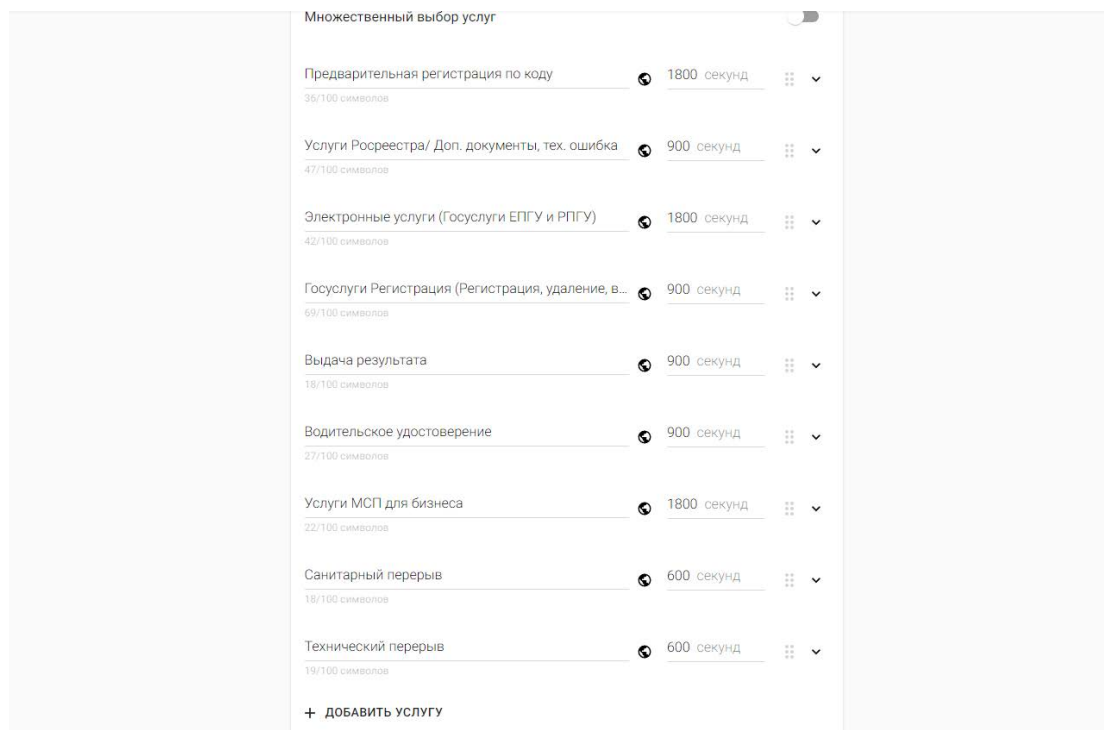 Множественный выбор услуг
Предварительная регистрация по коду 1800 секунд
36/100 символов
Услуги Росреестра/ Доп. документы, тех. ошибка 900 секунд
47/100 символов
Электронные услуги (Госуслуги ЕПГУ и РПГУ) 1800 секунд
42/100 символов
Госуслуги Регистрация (Регистрация, удаление, в... 900 секунд
69/100 символов
Выдача результата 900 секунд
18/100 символов
Водительское удостоверение 900 секунд
27/100 символов
Услуги МСП для бизнеса 1800 секунд
22/100 символов
Санитарный перерыв 600 секунд
18/100 символов
Технический перерыв 600 секунд
19/100 символов
+ ДОБАВИТЬ УСЛУГУ